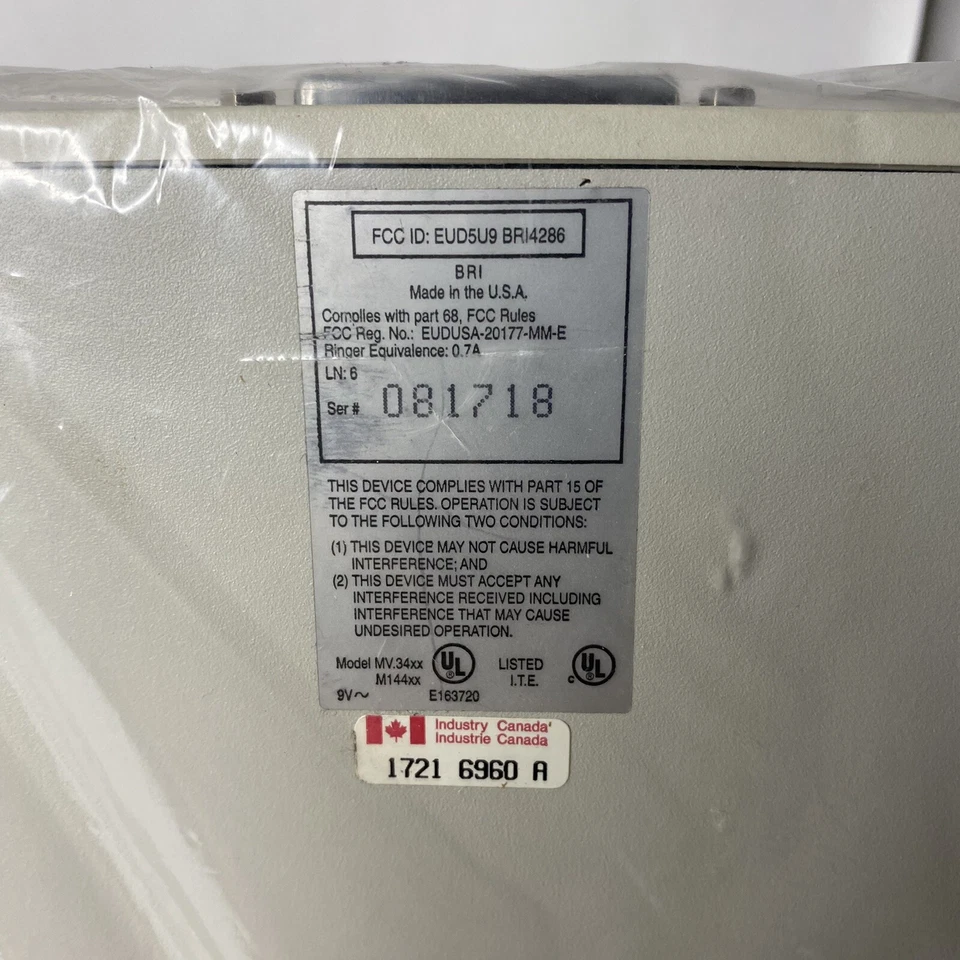 FCC ID: EUD5U9 BRI4286
BRI
Made in the U.S.A.
Complies with part 68, FCC Rules
FCC Reg. No.: EUDUSA-20177-MM-E
Ringer Equivalence: 0.7A
LN: 6
Ser # 081718
THIS DEVICE COMPLIES WITH PART 15 OF
THE FCC RULES. OPERATION IS SUBJECT
TO THE FOLLOWING TWO CONDITIONS:
(1) THIS DEVICE MAY NOT CAUSE HARMFUL
INTERFERENCE; AND
(2) THIS DEVICE MUST ACCEPT ANY
INTERFERENCE RECEIVED INCLUDING
INTERFERENCE THAT MAY CAUSE
UNDESIRED OPERATION.
Model MV.34xx UL LISTED c UL
M144xx I.T.E.
9V~ E163720
Industry Canada
Industrie Canada
1721 6960 A